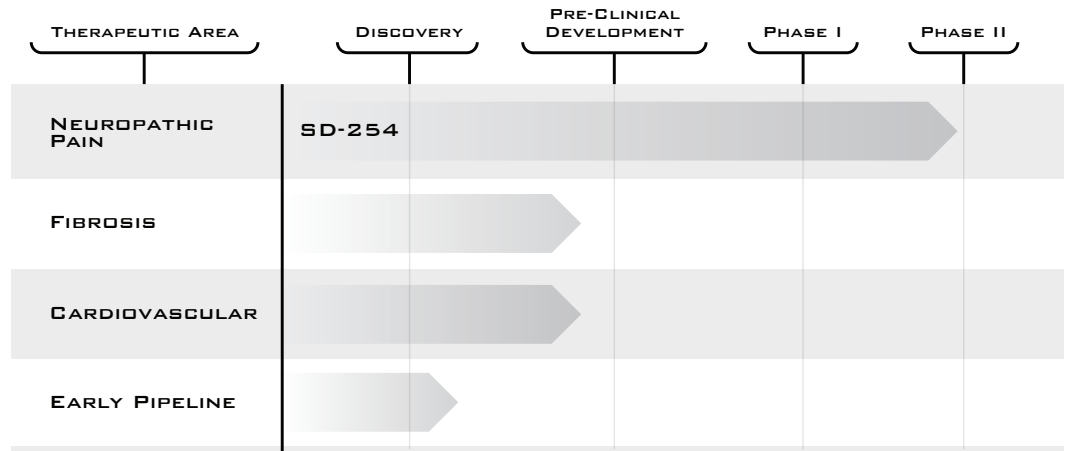 Therapeutic Area
Discovery
Pre-Clinical
Development
Phase I
Phase II
Neuropathic
Pain
SD-254
Fibrosis
Cardiovascular
Early Pipeline